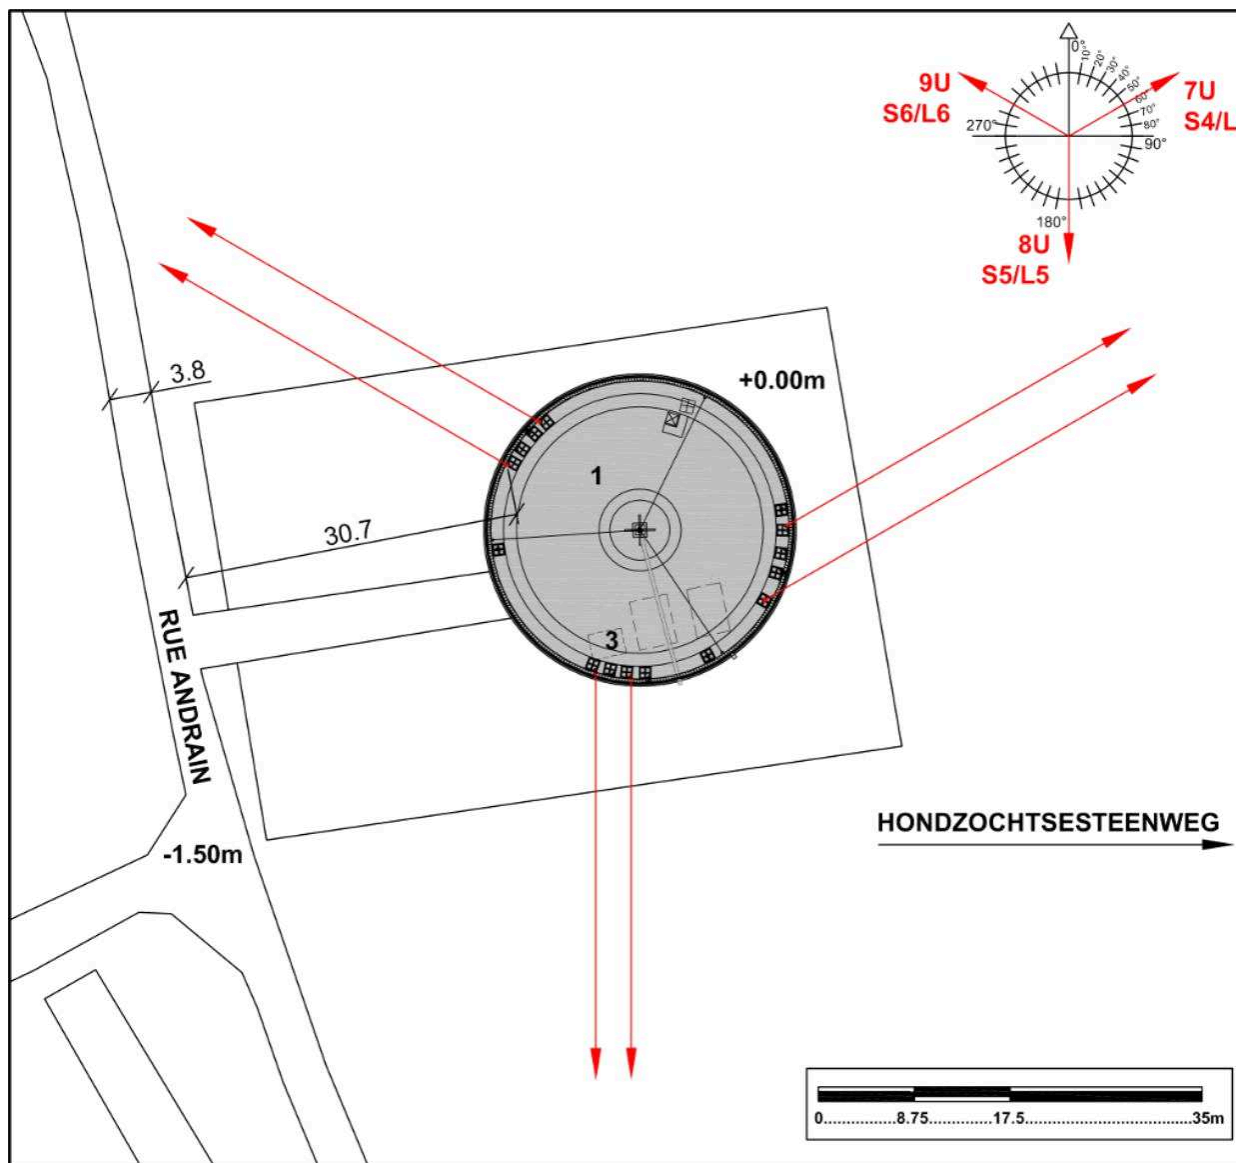 0°
10°
20°
30°
40°
50°
60°
70°
80°
90°
180°
270°
9U
S6/L6
7U
S4/L
8U
S5/L5
3.8
+0.00m
1
30.7
3
RUE ANDRAIN
-1.50m
HONDZOCHTSESTEENWEG
0..............8.75..............17.5.....................................35m